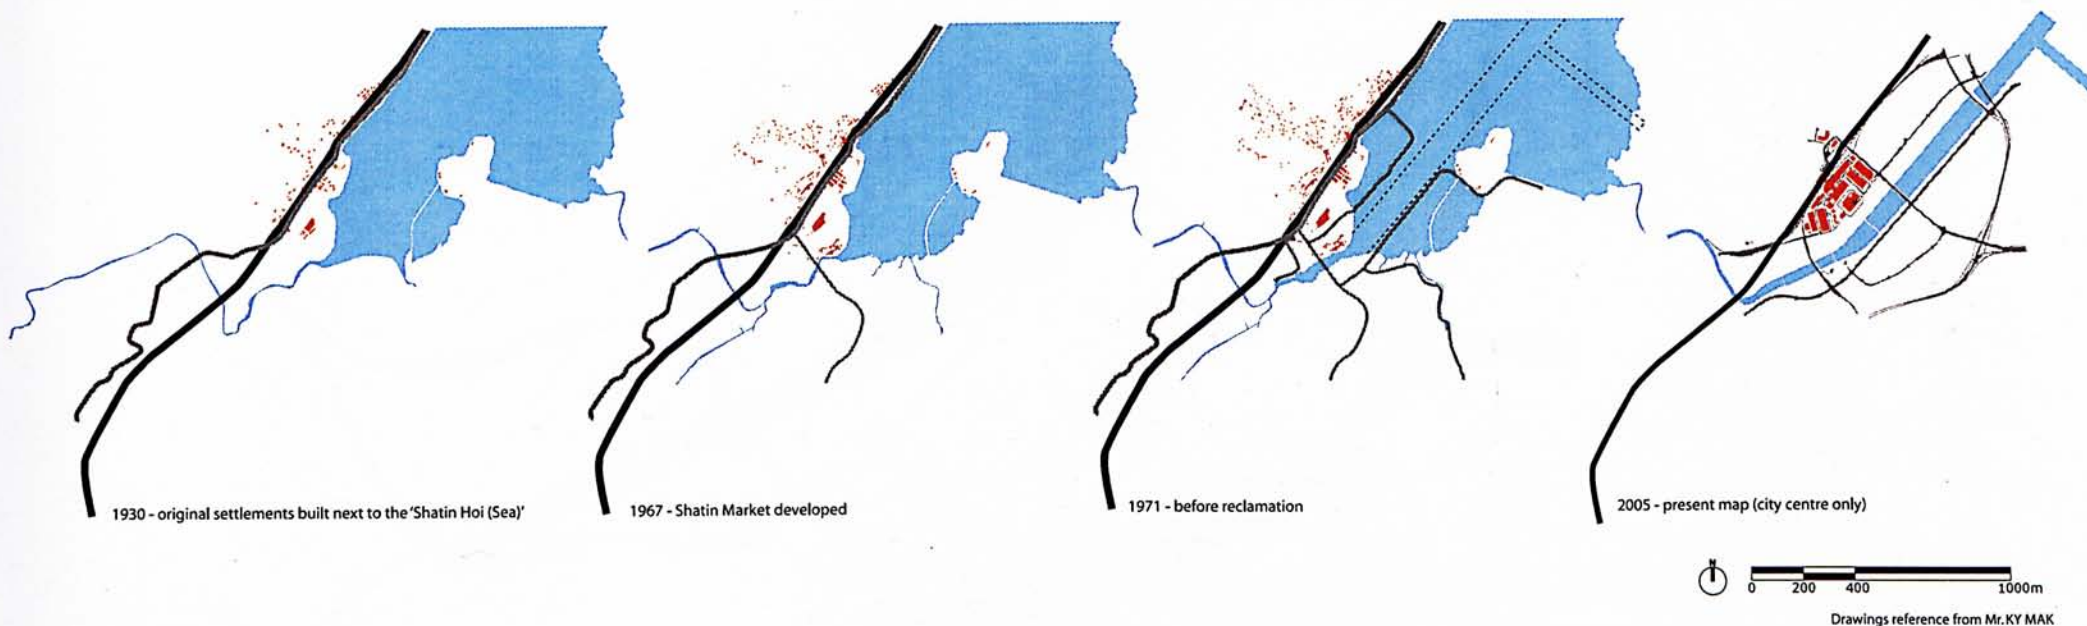 1930 - original settlements built next to the 'Shatin Hoi (Sea)'
1967 - Shatin Market developed
1971 - before reclamation
2005 - present map (city centre only)
N
0 200 400 1000m
Drawings reference from Mr. KY MAK